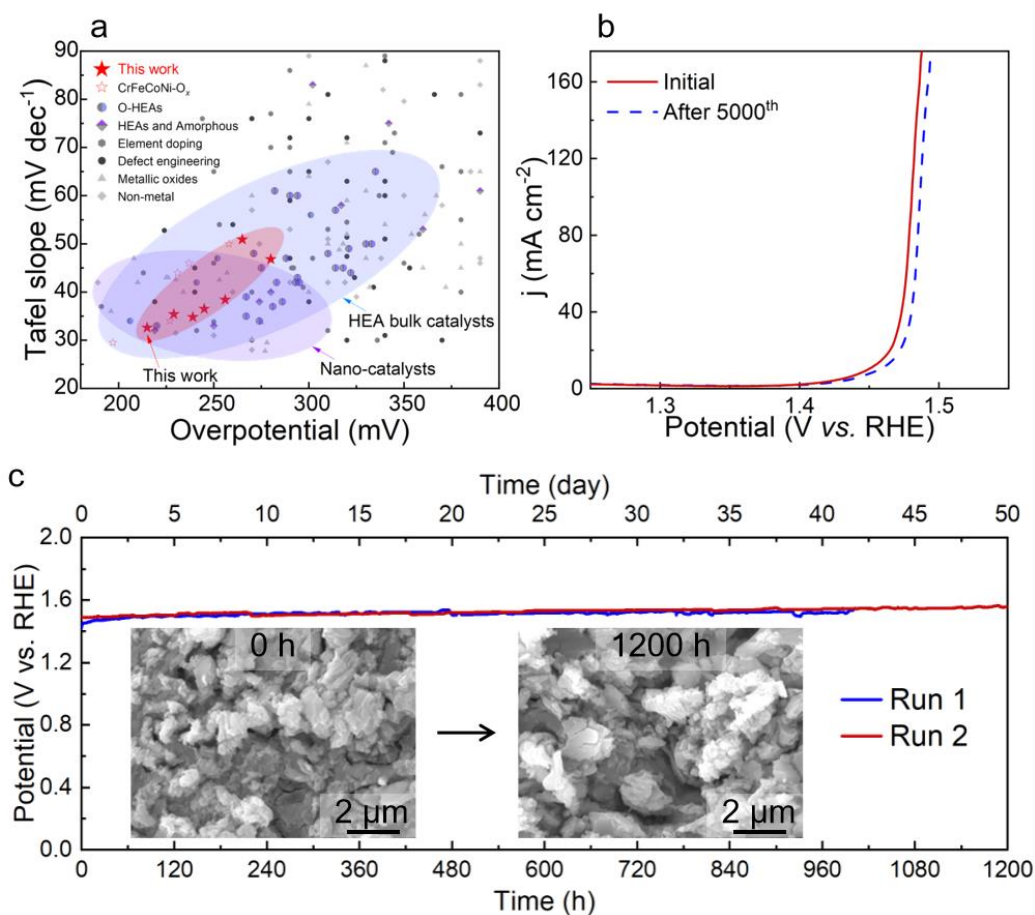 a
Tafel slope (mV dec⁻¹)
90
80
70
60
50
40
30
20
This work
CrFeCoNi-Oₓ
O-HEAs
HEAs and Amorphous
Element doping
Defect engineering
Metallic oxides
Non-metal
HEA bulk catalysts
Nano-catalysts
This work
200 250 300 350 400
Overpotential (mV)
b
j (mA cm⁻²)
160
120
80
40
0
Initial
After 5000ᵗʰ
1.3 1.4 1.5
Potential (V vs. RHE)
c
Time (day)
0 5 10 15 20 25 30 35 40 45 50
Potential (V vs. RHE)
2.0
1.6
1.2
0.8
0.4
0.0
0 h
2 μm
1200 h
2 μm
Run 1
Run 2
0 120 240 360 480 600 720 840 960 1080 1200
Time (h)